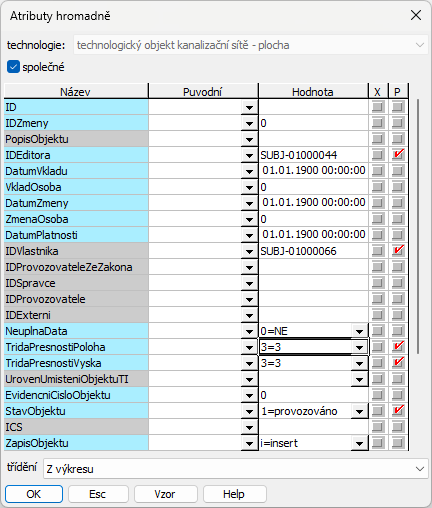 Atributy hromadně
technologie: technologický objekt kanalizační sítě - plocha
společné
Název Puvodní Hodnota X P
ID
IDZmeny 0
PopisObjektu
IDEditora SUBJ-01000044
DatumVkladu 01.01.1900 00:00:00
VkladOsoba 0
DatumZmeny 01.01.1900 00:00:00
ZmenaOsoba 0
DatumPlatnosti 01.01.1900 00:00:00
IDVlastnika SUBJ-01000066
IDProvozovateleZeZakona
IDSpravce
IDProvozovatele
IDExterni
NeuplnaData 0=NE
TridaPresnostiPoloha 3=3
TridaPresnostiVyska 3=3
UrovenUmisteniObjektuTI
EvidencniCisloObjektu 0
StavObjektu 1=provozováno
ICS
ZapisObjektu i=insert
třídění Z výkresu
OK Esc Vzor Help